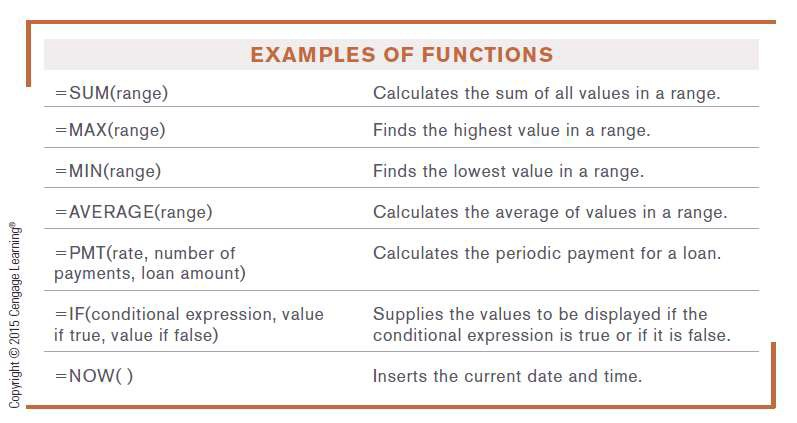 EXAMPLES OF FUNCTIONS
=SUM(range) Calculates the sum of all values in a range.
=MAX(range) Finds the highest value in a range.
=MIN(range) Finds the lowest value in a range.
=AVERAGE(range) Calculates the average of values in a range.
=PMT(rate, number of Calculates the periodic payment for a loan.
payments, loan amount)
=IF(conditional expression, value Supplies the values to be displayed if the
if true, value if false) conditional expression is true or if it is false.
=NOW( ) Inserts the current date and time.
Copyright © 2015 Cengage Learning®